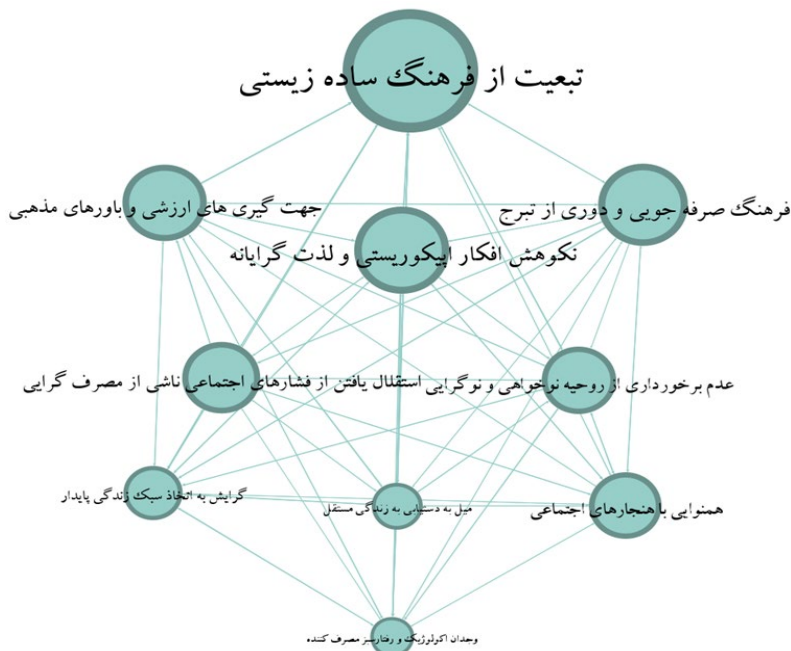 تبعیت از فرهنگ ساده زیستی
فرهنگ صرفه جویی و دوری از تبرج
جهت گیری های ارزشی و باورهای مذهبی
نکوهش افکار اپیکوریستی و لذت گرایانه
عدم برخورداری از روحیه نوخواهی و نوگرایی
استقلال یافتن از فشارهای اجتماعی ناشی از مصرف گرایی
همنوایی با هنجارهای اجتماعی
میل به دستیابی به زندگی مستقل
گرایش به اتخاذ سبک زندگی پایدار
وجدان اکولوژیک و رفتارسبز مصرف کننده